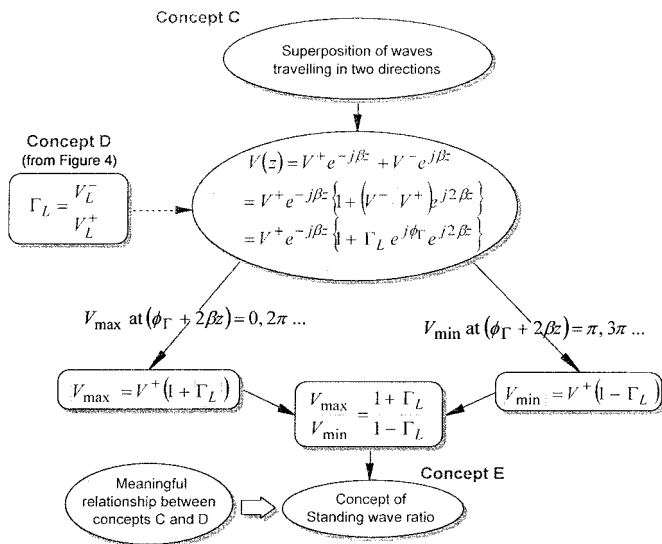 Concept C
Superposition of waves
travelling in two directions
Concept D
(from Figure 4)
Γ_L = V_L^- / V_L^+
V(z) = V^+ e^{-jβz} + V^- e^{jβz}
= V^+ e^{-jβz} {1 + (V^- V^+) e^{j2βz}}
= V^+ e^{-jβz} {1 + Γ_L e^{jϕ_Γ} e^{j2βz}}
V_max at (ϕ_Γ + 2βz) = 0, 2π ...
V_min at (ϕ_Γ + 2βz) = π, 3π ...
V_max = V^+ (1 + Γ_L)
V_max / V_min = 1 + Γ_L / 1 − Γ_L
V_min = V^+ (1 − Γ_L)
Concept E
Meaningful
relationship between
concepts C and D
Concept of
Standing wave ratio